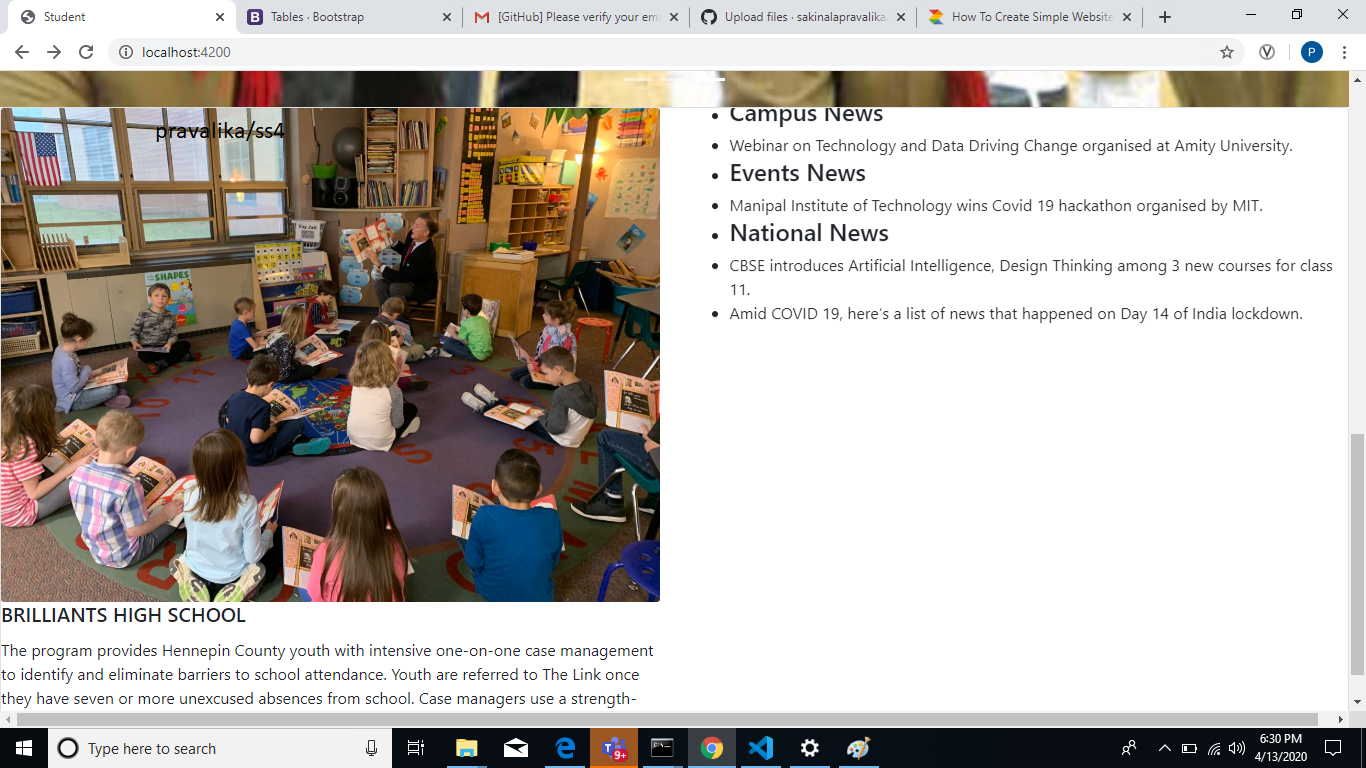 Student
Tables · Bootstrap
[GitHub] Please verify your ema
Upload files · sakinalapravalika
How To Create Simple Website
localhost:4200
P
pravalika/ss4
SHAPES
BRILLIANTS HIGH SCHOOL
The program provides Hennepin County youth with intensive one-on-one case management
to identify and eliminate barriers to school attendance. Youth are referred to The Link once
they have seven or more unexcused absences from school. Case managers use a strength-
Campus News
Webinar on Technology and Data Driving Change organised at Amity University.
Events News
Manipal Institute of Technology wins Covid 19 hackathon organised by MIT.
National News
CBSE introduces Artificial Intelligence, Design Thinking among 3 new courses for class
11.
Amid COVID 19, here's a list of news that happened on Day 14 of India lockdown.
Type here to search
9+
6:30 PM
4/13/2020